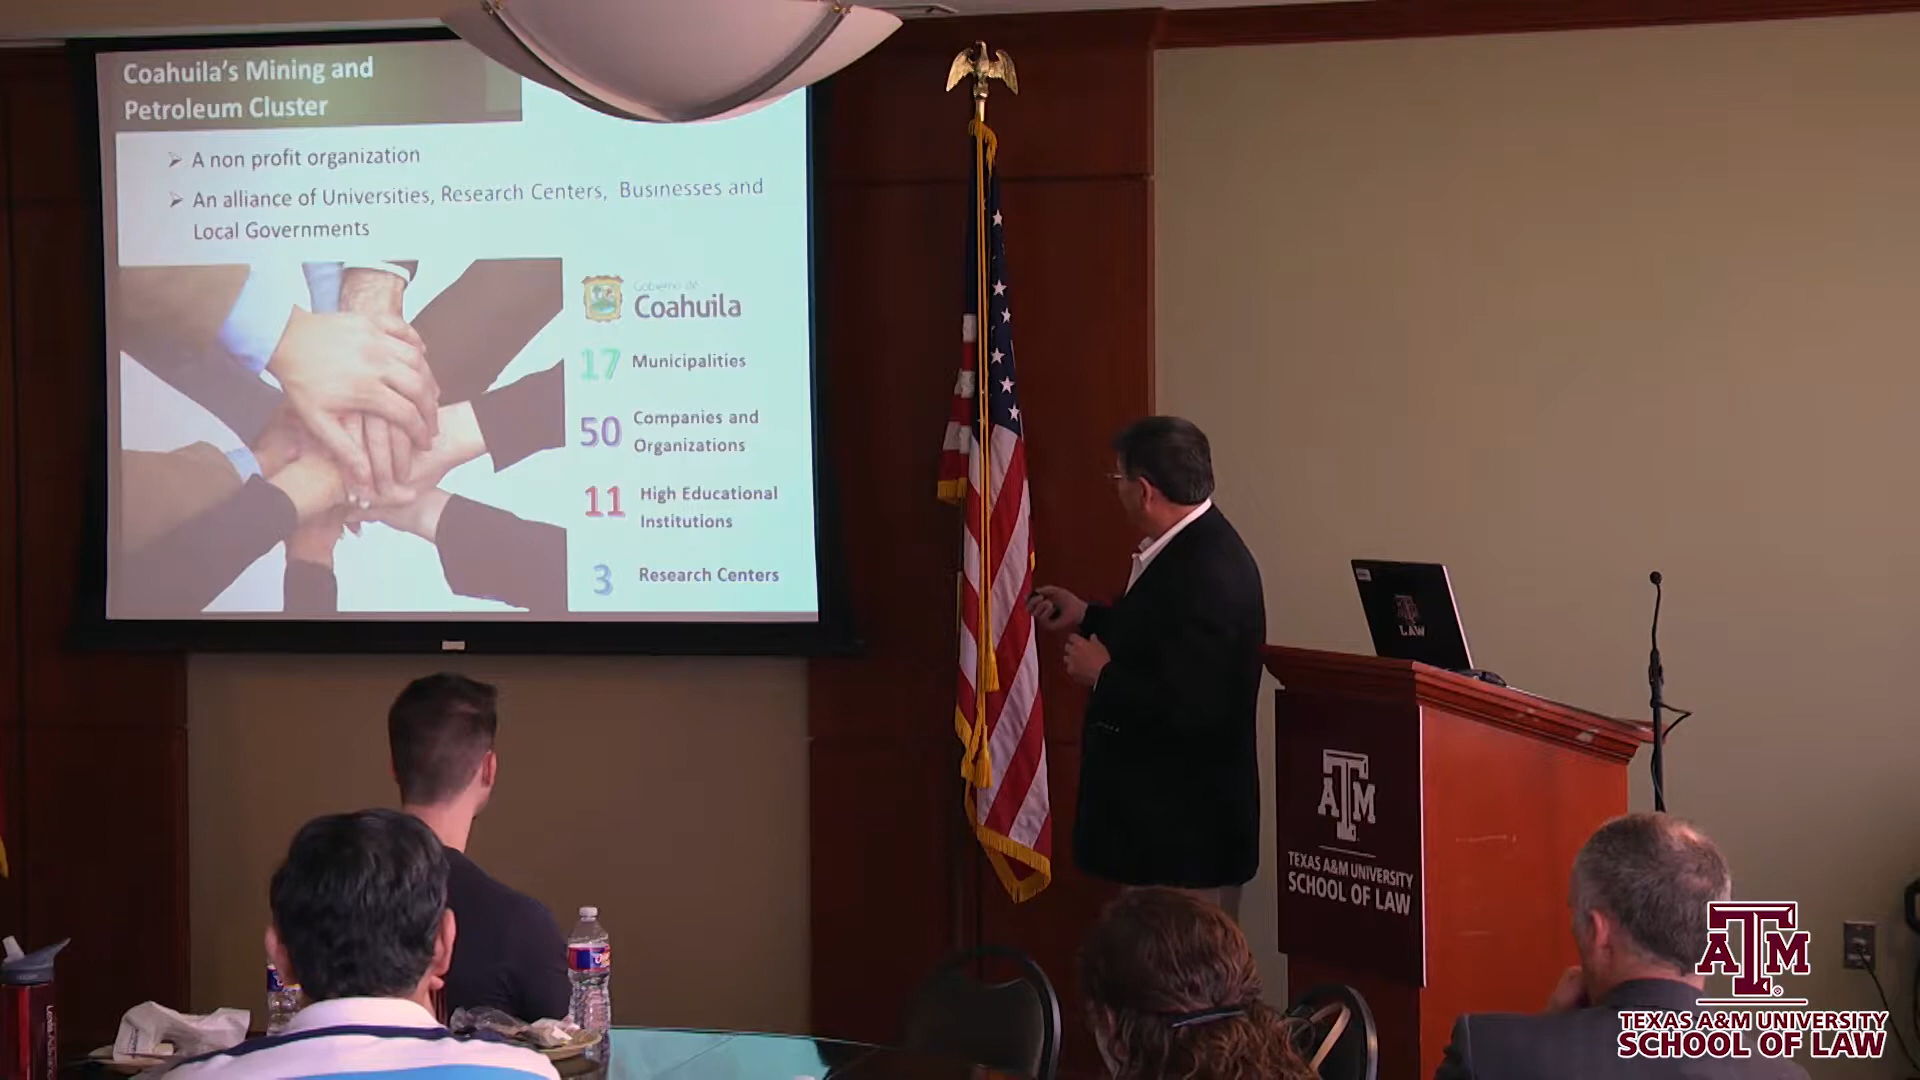 Coahuila's Mining and
Petroleum Cluster
➢ A non profit organization
➢ An alliance of Universities, Research Centers, Businesses and
Local Governments
Gobierno de
Coahuila
17 Municipalities
50 Companies and
Organizations
11 High Educational
Institutions
3 Research Centers
ATM
LAW
ATM
TEXAS A&M UNIVERSITY
SCHOOL OF LAW
ATM
TEXAS A&M UNIVERSITY
SCHOOL OF LAW